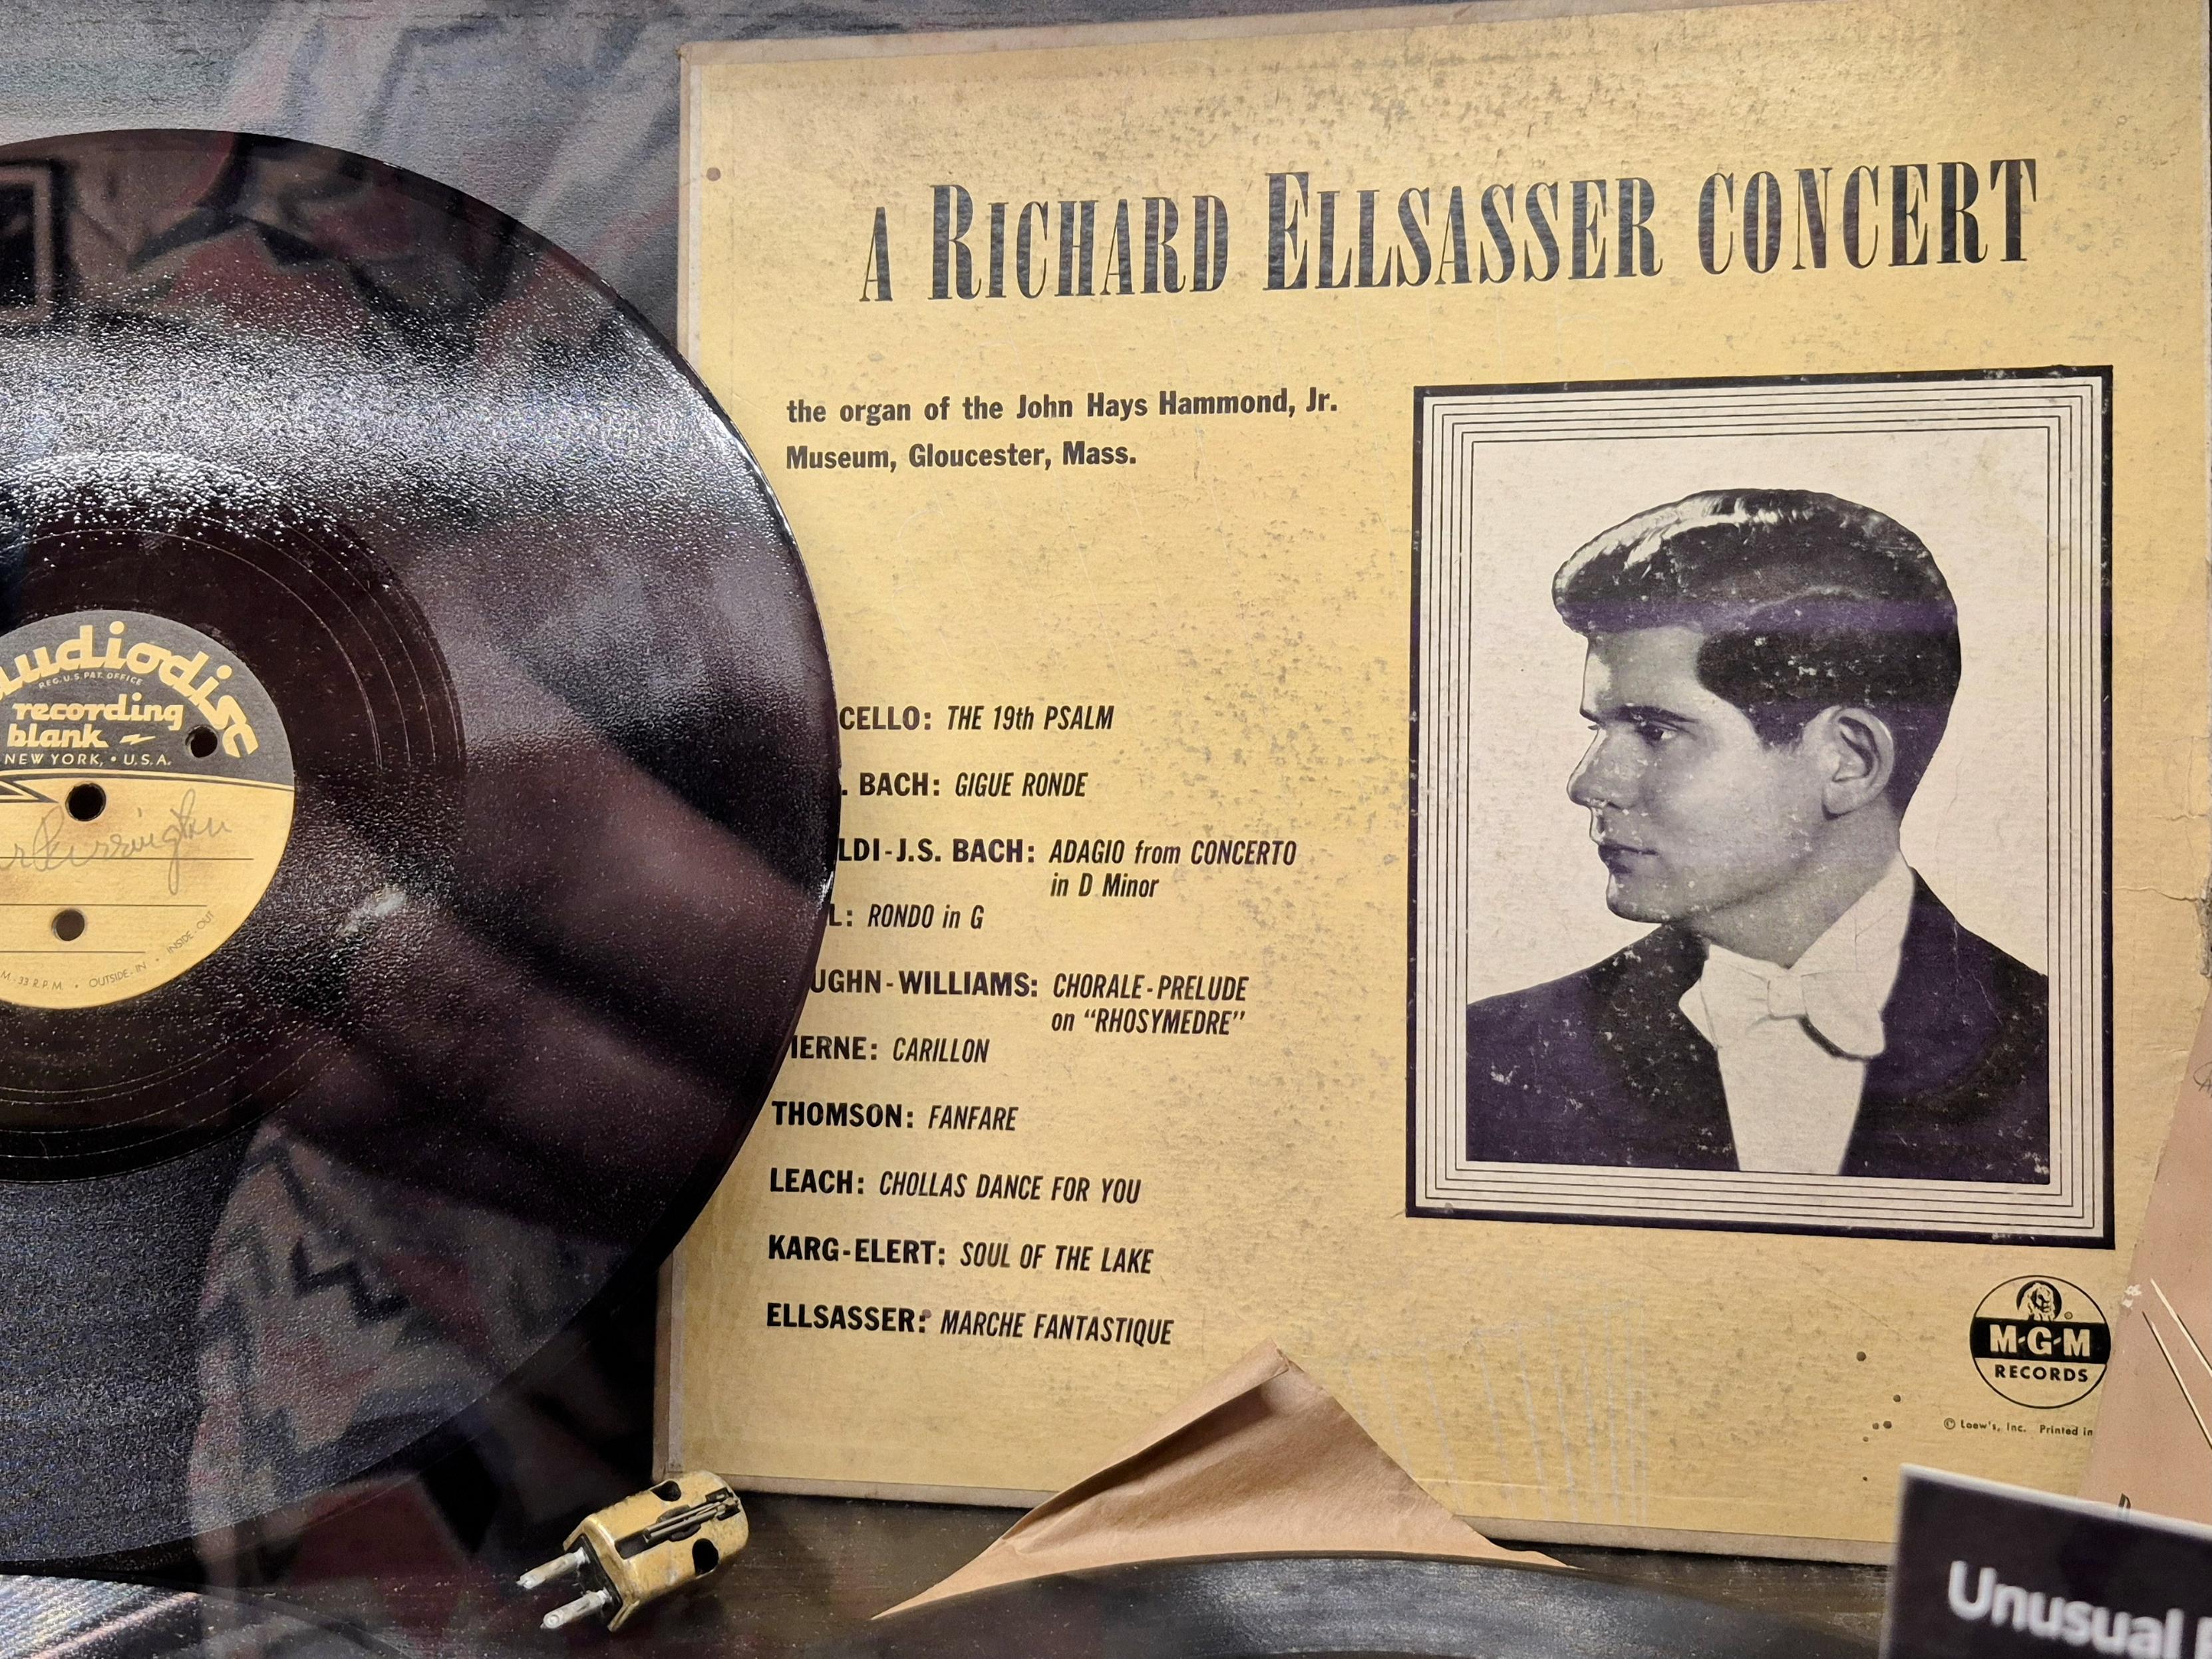 A RICHARD ELLSASSER CONCERT
the organ of the John Hays Hammond, Jr.
Museum, Gloucester, Mass.
CELLO: THE 19th PSALM
. BACH: GIGUE RONDE
LDI-J.S. BACH: ADAGIO from CONCERTO
in D Minor
L: RONDO in G
UGHN-WILLIAMS: CHORALE-PRELUDE
on "RHOSYMEDRE"
IERNE: CARILLON
THOMSON: FANFARE
LEACH: CHOLLAS DANCE FOR YOU
KARG-ELERT: SOUL OF THE LAKE
ELLSASSER: MARCHE FANTASTIQUE
M-G-M
RECORDS
© Loew's, Inc. Printed in
audiodisc
REG. U.S. PAT. OFFICE
recording
blank
NEW YORK, • U.S.A.
M. - 33 R.P.M. • OUTSIDE-IN • INSIDE-OUT
Unusual